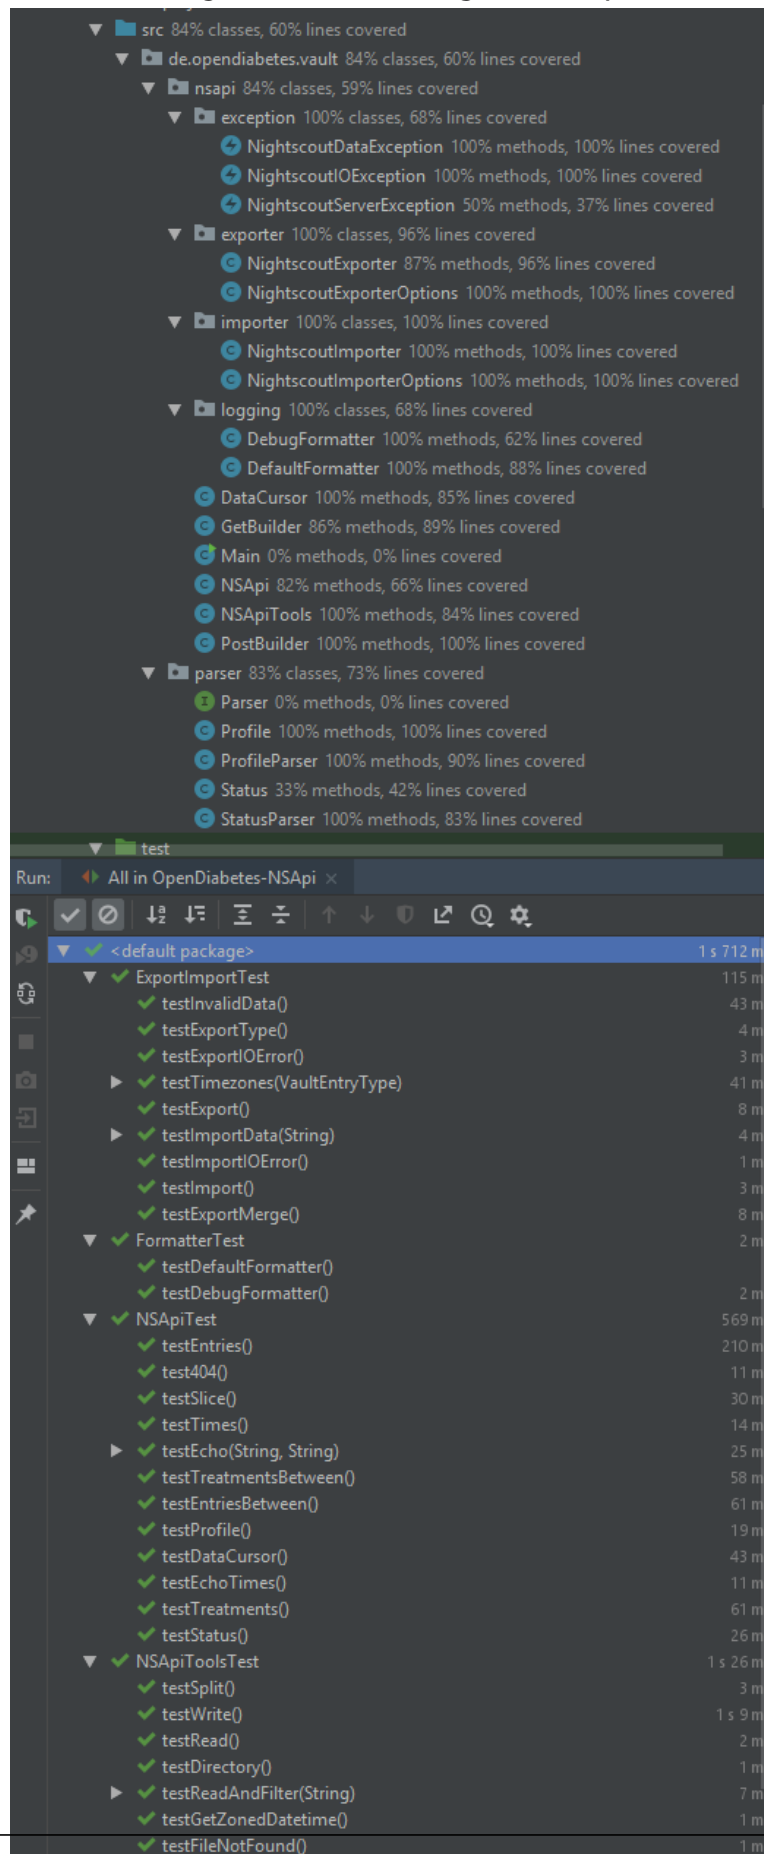 src 84% classes, 60% lines covered
de.opendiabetes.vault 84% classes, 60% lines covered
nsapi 84% classes, 59% lines covered
exception 100% classes, 68% lines covered
NightscoutDataException 100% methods, 100% lines covered
NightscoutIOException 100% methods, 100% lines covered
NightscoutServerException 50% methods, 37% lines covered
exporter 100% classes, 96% lines covered
NightscoutExporter 87% methods, 96% lines covered
NightscoutExporterOptions 100% methods, 100% lines covered
importer 100% classes, 100% lines covered
NightscoutImporter 100% methods, 100% lines covered
NightscoutImporterOptions 100% methods, 100% lines covered
logging 100% classes, 68% lines covered
DebugFormatter 100% methods, 62% lines covered
DefaultFormatter 100% methods, 88% lines covered
DataCursor 100% methods, 85% lines covered
GetBuilder 86% methods, 89% lines covered
Main 0% methods, 0% lines covered
NSApi 82% methods, 66% lines covered
NSApiTools 100% methods, 84% lines covered
PostBuilder 100% methods, 100% lines covered
parser 83% classes, 73% lines covered
Parser 0% methods, 0% lines covered
Profile 100% methods, 100% lines covered
ProfileParser 100% methods, 90% lines covered
Status 33% methods, 42% lines covered
StatusParser 100% methods, 83% lines covered
test
Run: All in OpenDiabetes-NSApi ×
<default package> 1 s 712 m
ExportImportTest 115 m
testInvalidData() 43 m
testExportType() 4 m
testExportIOError() 3 m
testTimezones(VaultEntryType) 41 m
testExport() 8 m
testImportData(String) 4 m
testImportIOError() 1 m
testImport() 3 m
testExportMerge() 8 m
FormatterTest 2 m
testDefaultFormatter()
testDebugFormatter() 2 m
NSApiTest 569 m
testEntries() 210 m
test404() 11 m
testSlice() 30 m
testTimes() 14 m
testEcho(String, String) 25 m
testTreatmentsBetween() 58 m
testEntriesBetween() 61 m
testProfile() 19 m
testDataCursor() 43 m
testEchoTimes() 11 m
testTreatments() 61 m
testStatus() 26 m
NSApiToolsTest 1 s 26 m
testSplit() 3 m
testWrite() 1 s 9 m
testRead() 2 m
testDirectory() 1 m
testReadAndFilter(String) 7 m
testGetZonedDatetime() 1 m
testFileNotFound() 1 m